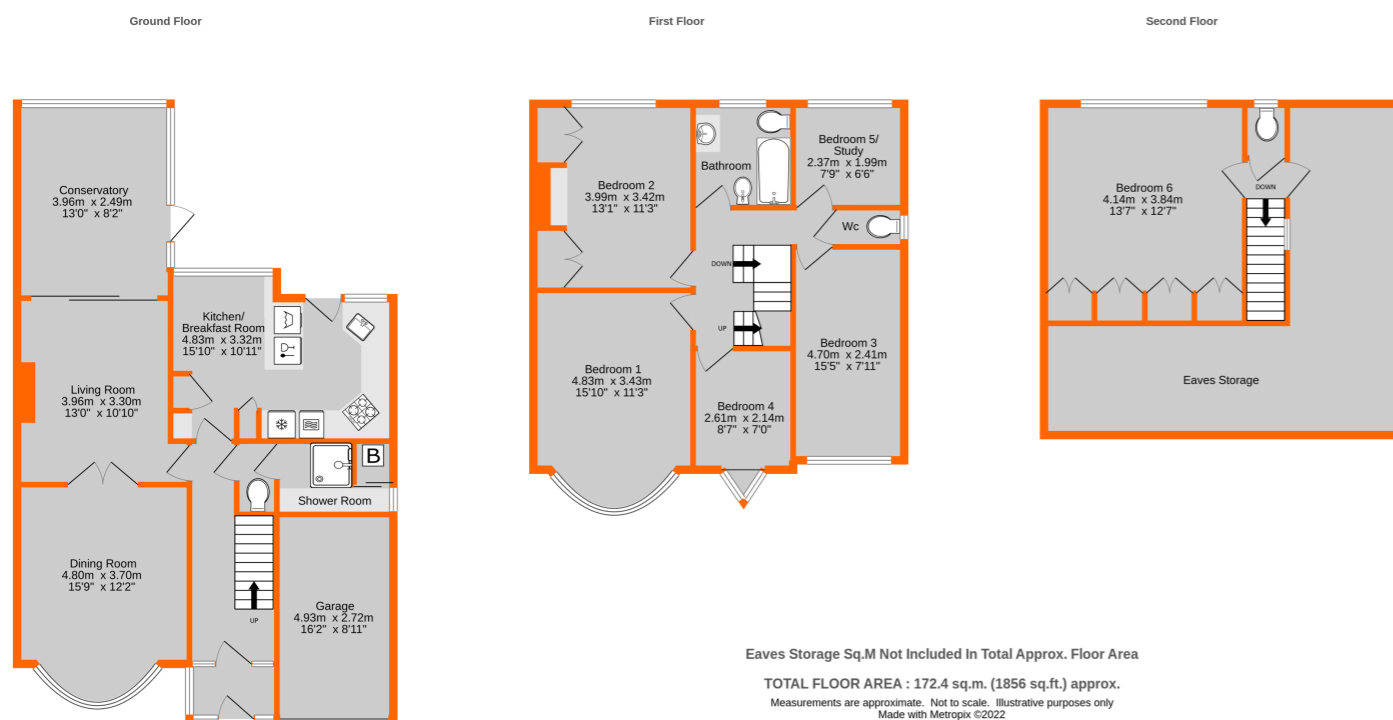 Ground Floor
First Floor
Second Floor
Conservatory
3.96m x 2.49m
13'0" x 8'2"
Kitchen/
Breakfast Room
4.83m x 3.32m
15'10" x 10'11"
Living Room
3.96m x 3.30m
13'0" x 10'10"
B
Shower Room
Dining Room
4.80m x 3.70m
15'9" x 12'2"
UP
Garage
4.93m x 2.72m
16'2" x 8'11"
Bedroom 2
3.99m x 3.42m
13'1" x 11'3"
Bathroom
Bedroom 5/
Study
2.37m x 1.99m
7'9" x 6'6"
Wc
DOWN
UP
Bedroom 1
4.83m x 3.43m
15'10" x 11'3"
Bedroom 3
4.70m x 2.41m
15'5" x 7'11"
Bedroom 4
2.61m x 2.14m
8'7" x 7'0"
Bedroom 6
4.14m x 3.84m
13'7" x 12'7"
DOWN
Eaves Storage
Eaves Storage Sq.M Not Included In Total Approx. Floor Area
TOTAL FLOOR AREA : 172.4 sq.m. (1856 sq.ft.) approx.
Measurements are approximate. Not to scale. Illustrative purposes only
Made with Metropix ©2022